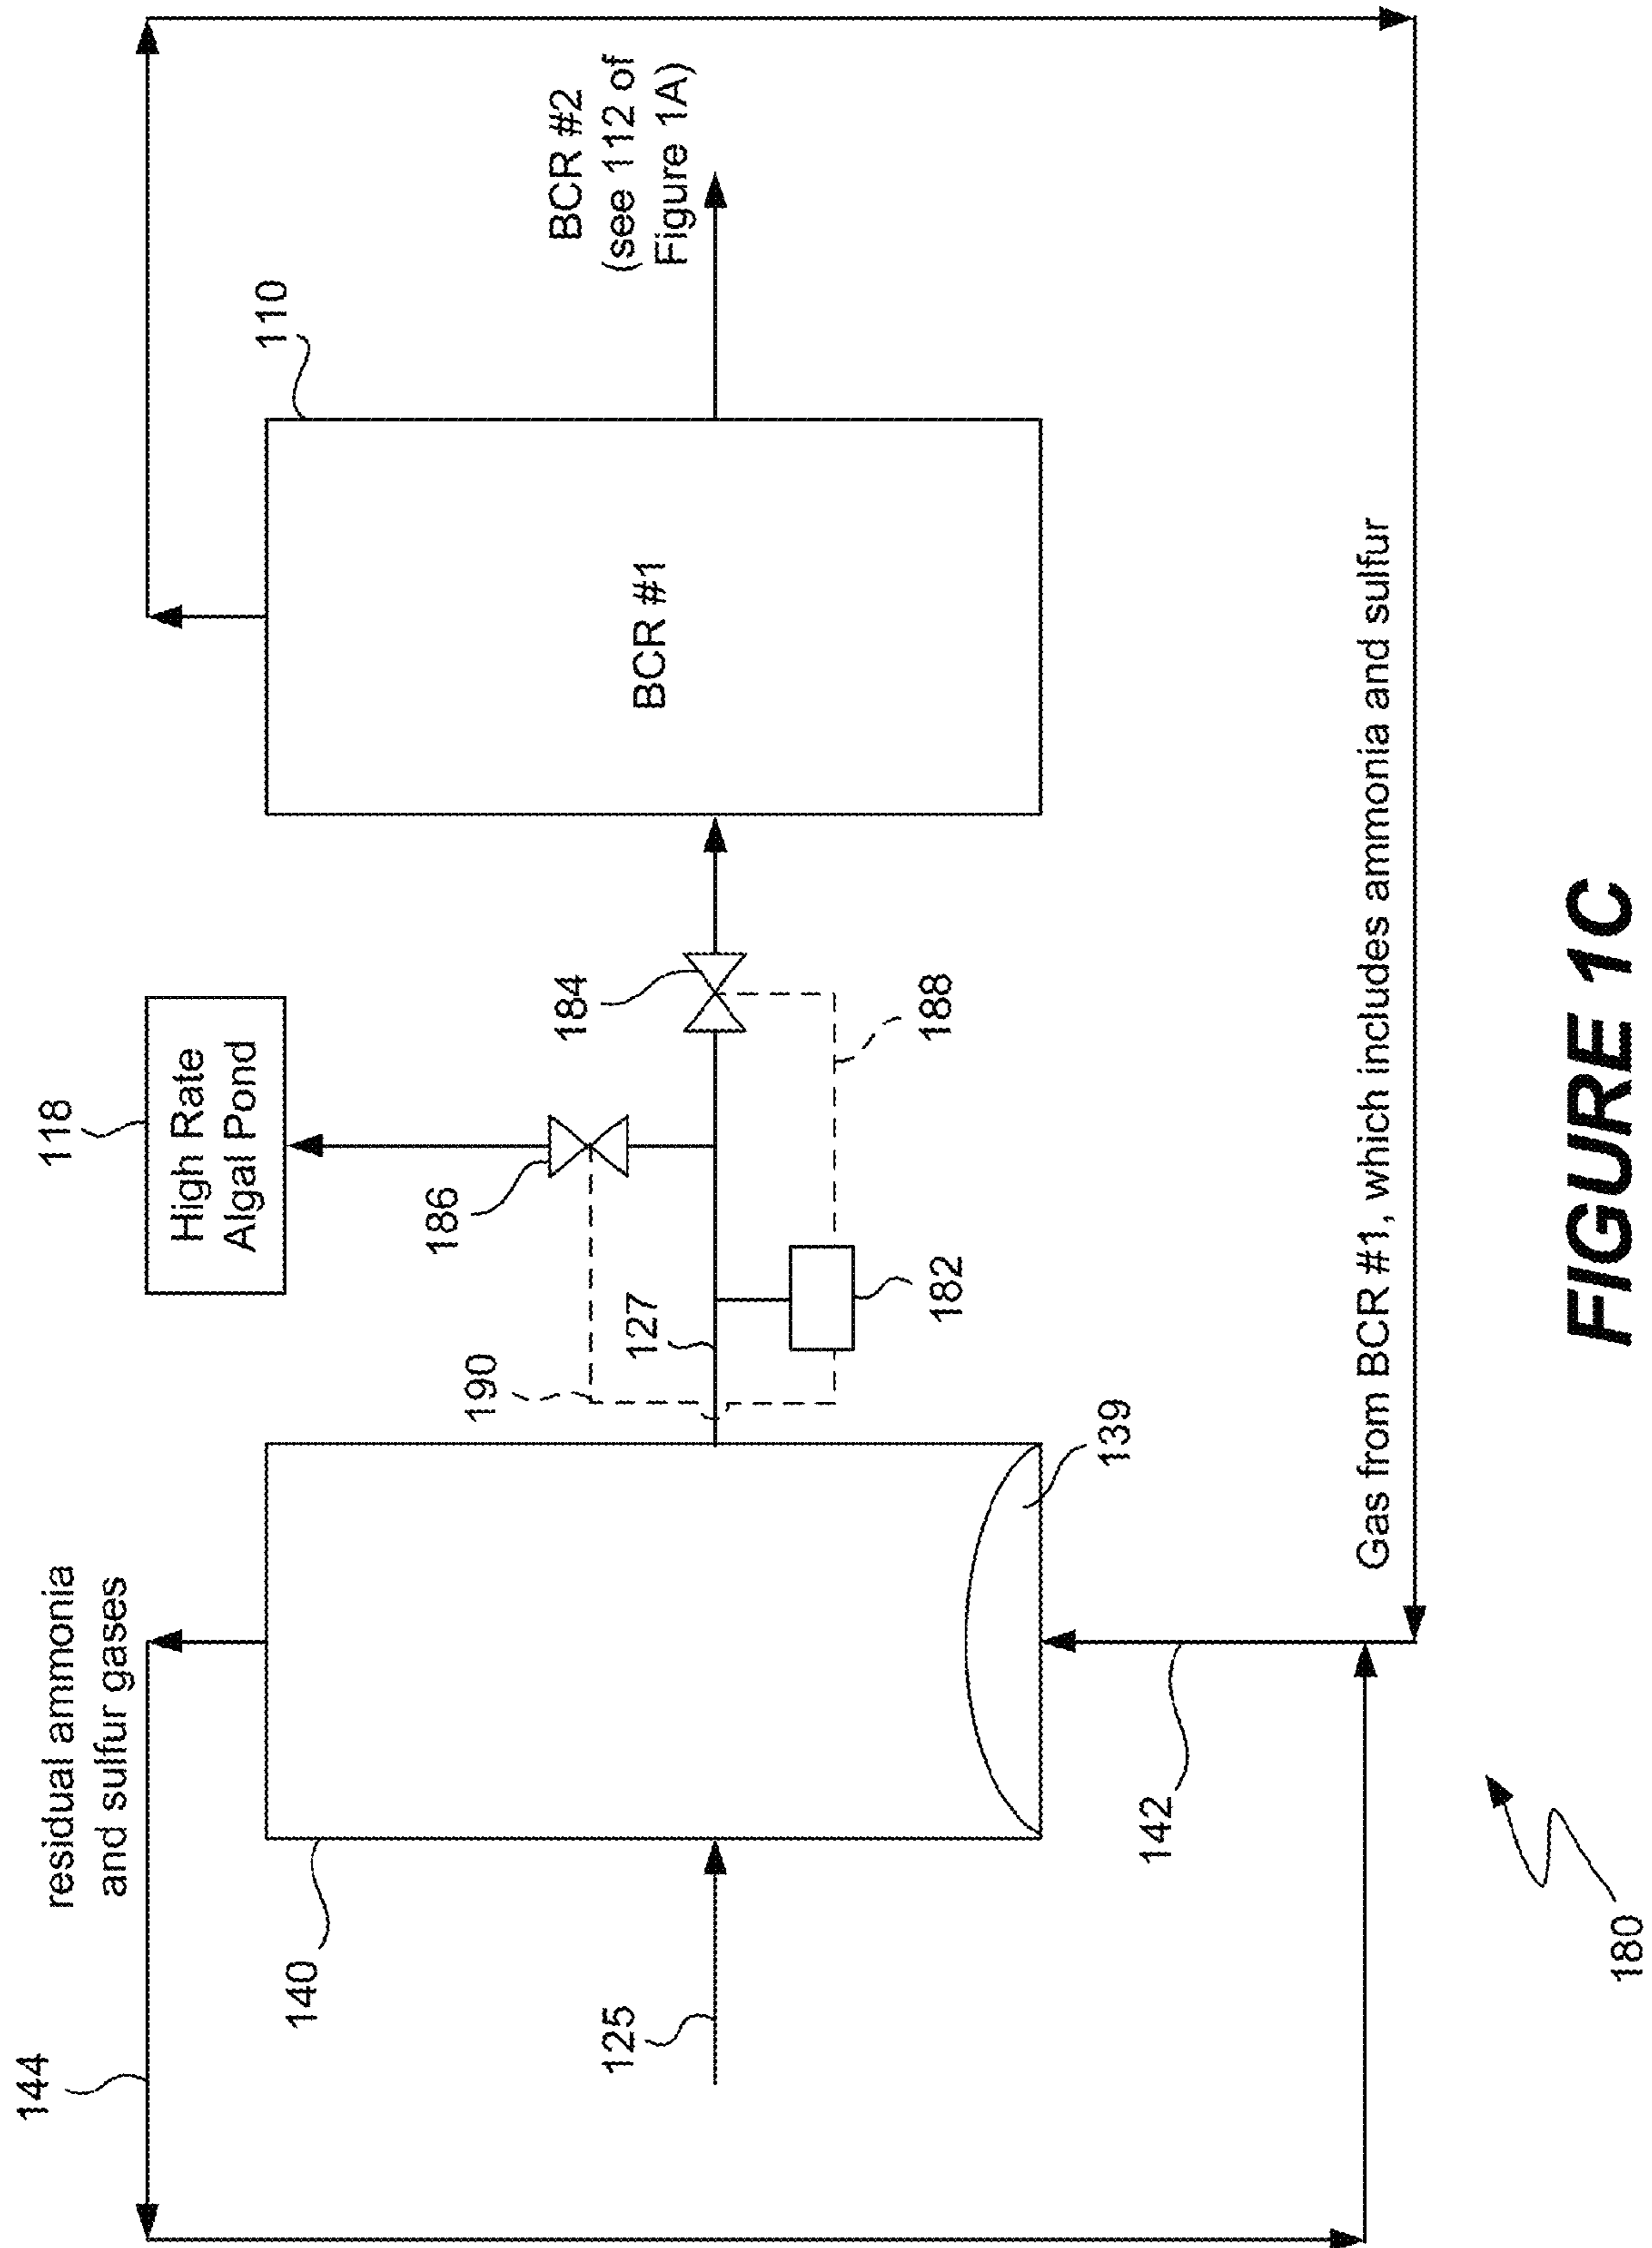 144
residual ammonia
and sulfur gases
140
125
118
High Rate
Algal Pond
186
190
127
184
188
182
139
142
110
BCR #1
BCR #2
(see 112 of
Figure 1A)
Gas from BCR #1, which includes ammonia and sulfur
180
FIGURE 1C